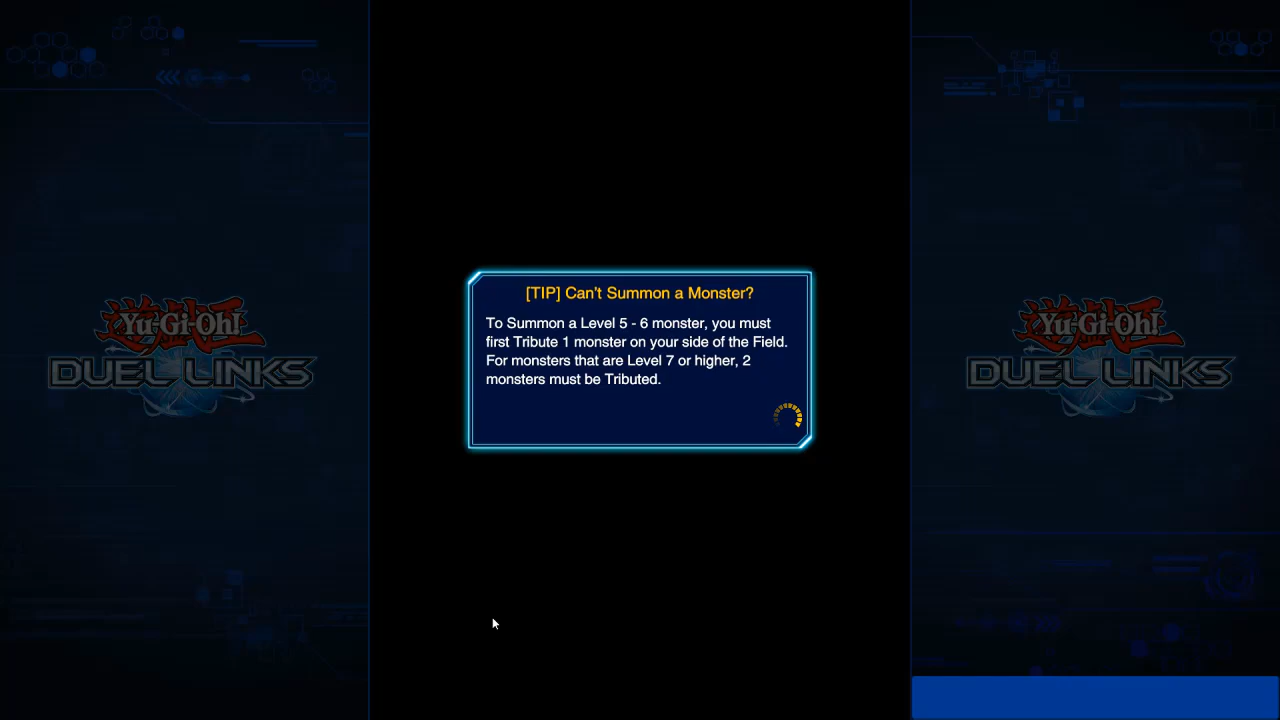 [TIP] Can't Summon a Monster?
To Summon a Level 5 - 6 monster, you must
first Tribute 1 monster on your side of the Field.
For monsters that are Level 7 or higher, 2
monsters must be Tributed.
Yu-Gi-Oh!
DUEL LINKS
Yu-Gi-Oh!
DUEL LINKS